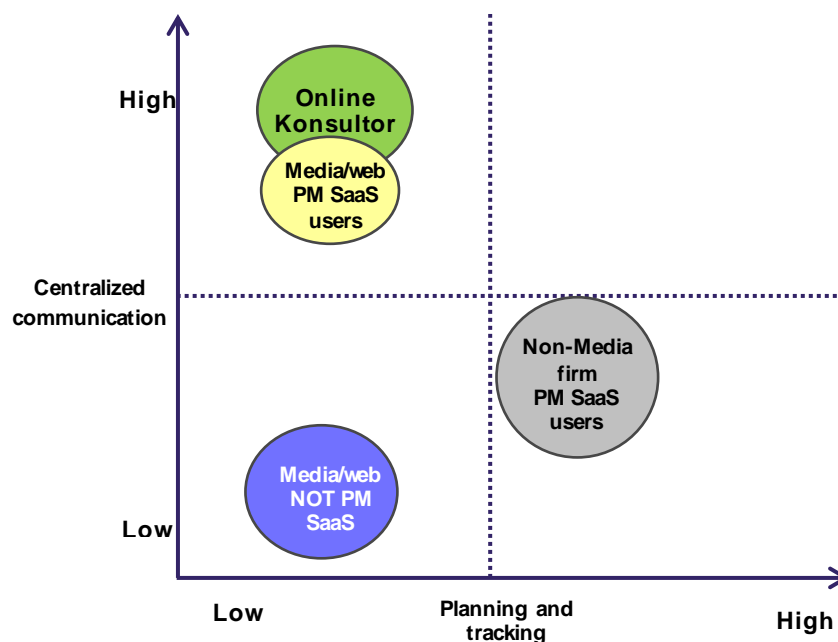 High
Online
Konsultor
Media/web
PM SaaS
users
Centralized
communication
Non-Media
firm
PM SaaS
users
Media/web
NOT PM
SaaS
Low
Low
Planning and
tracking
High